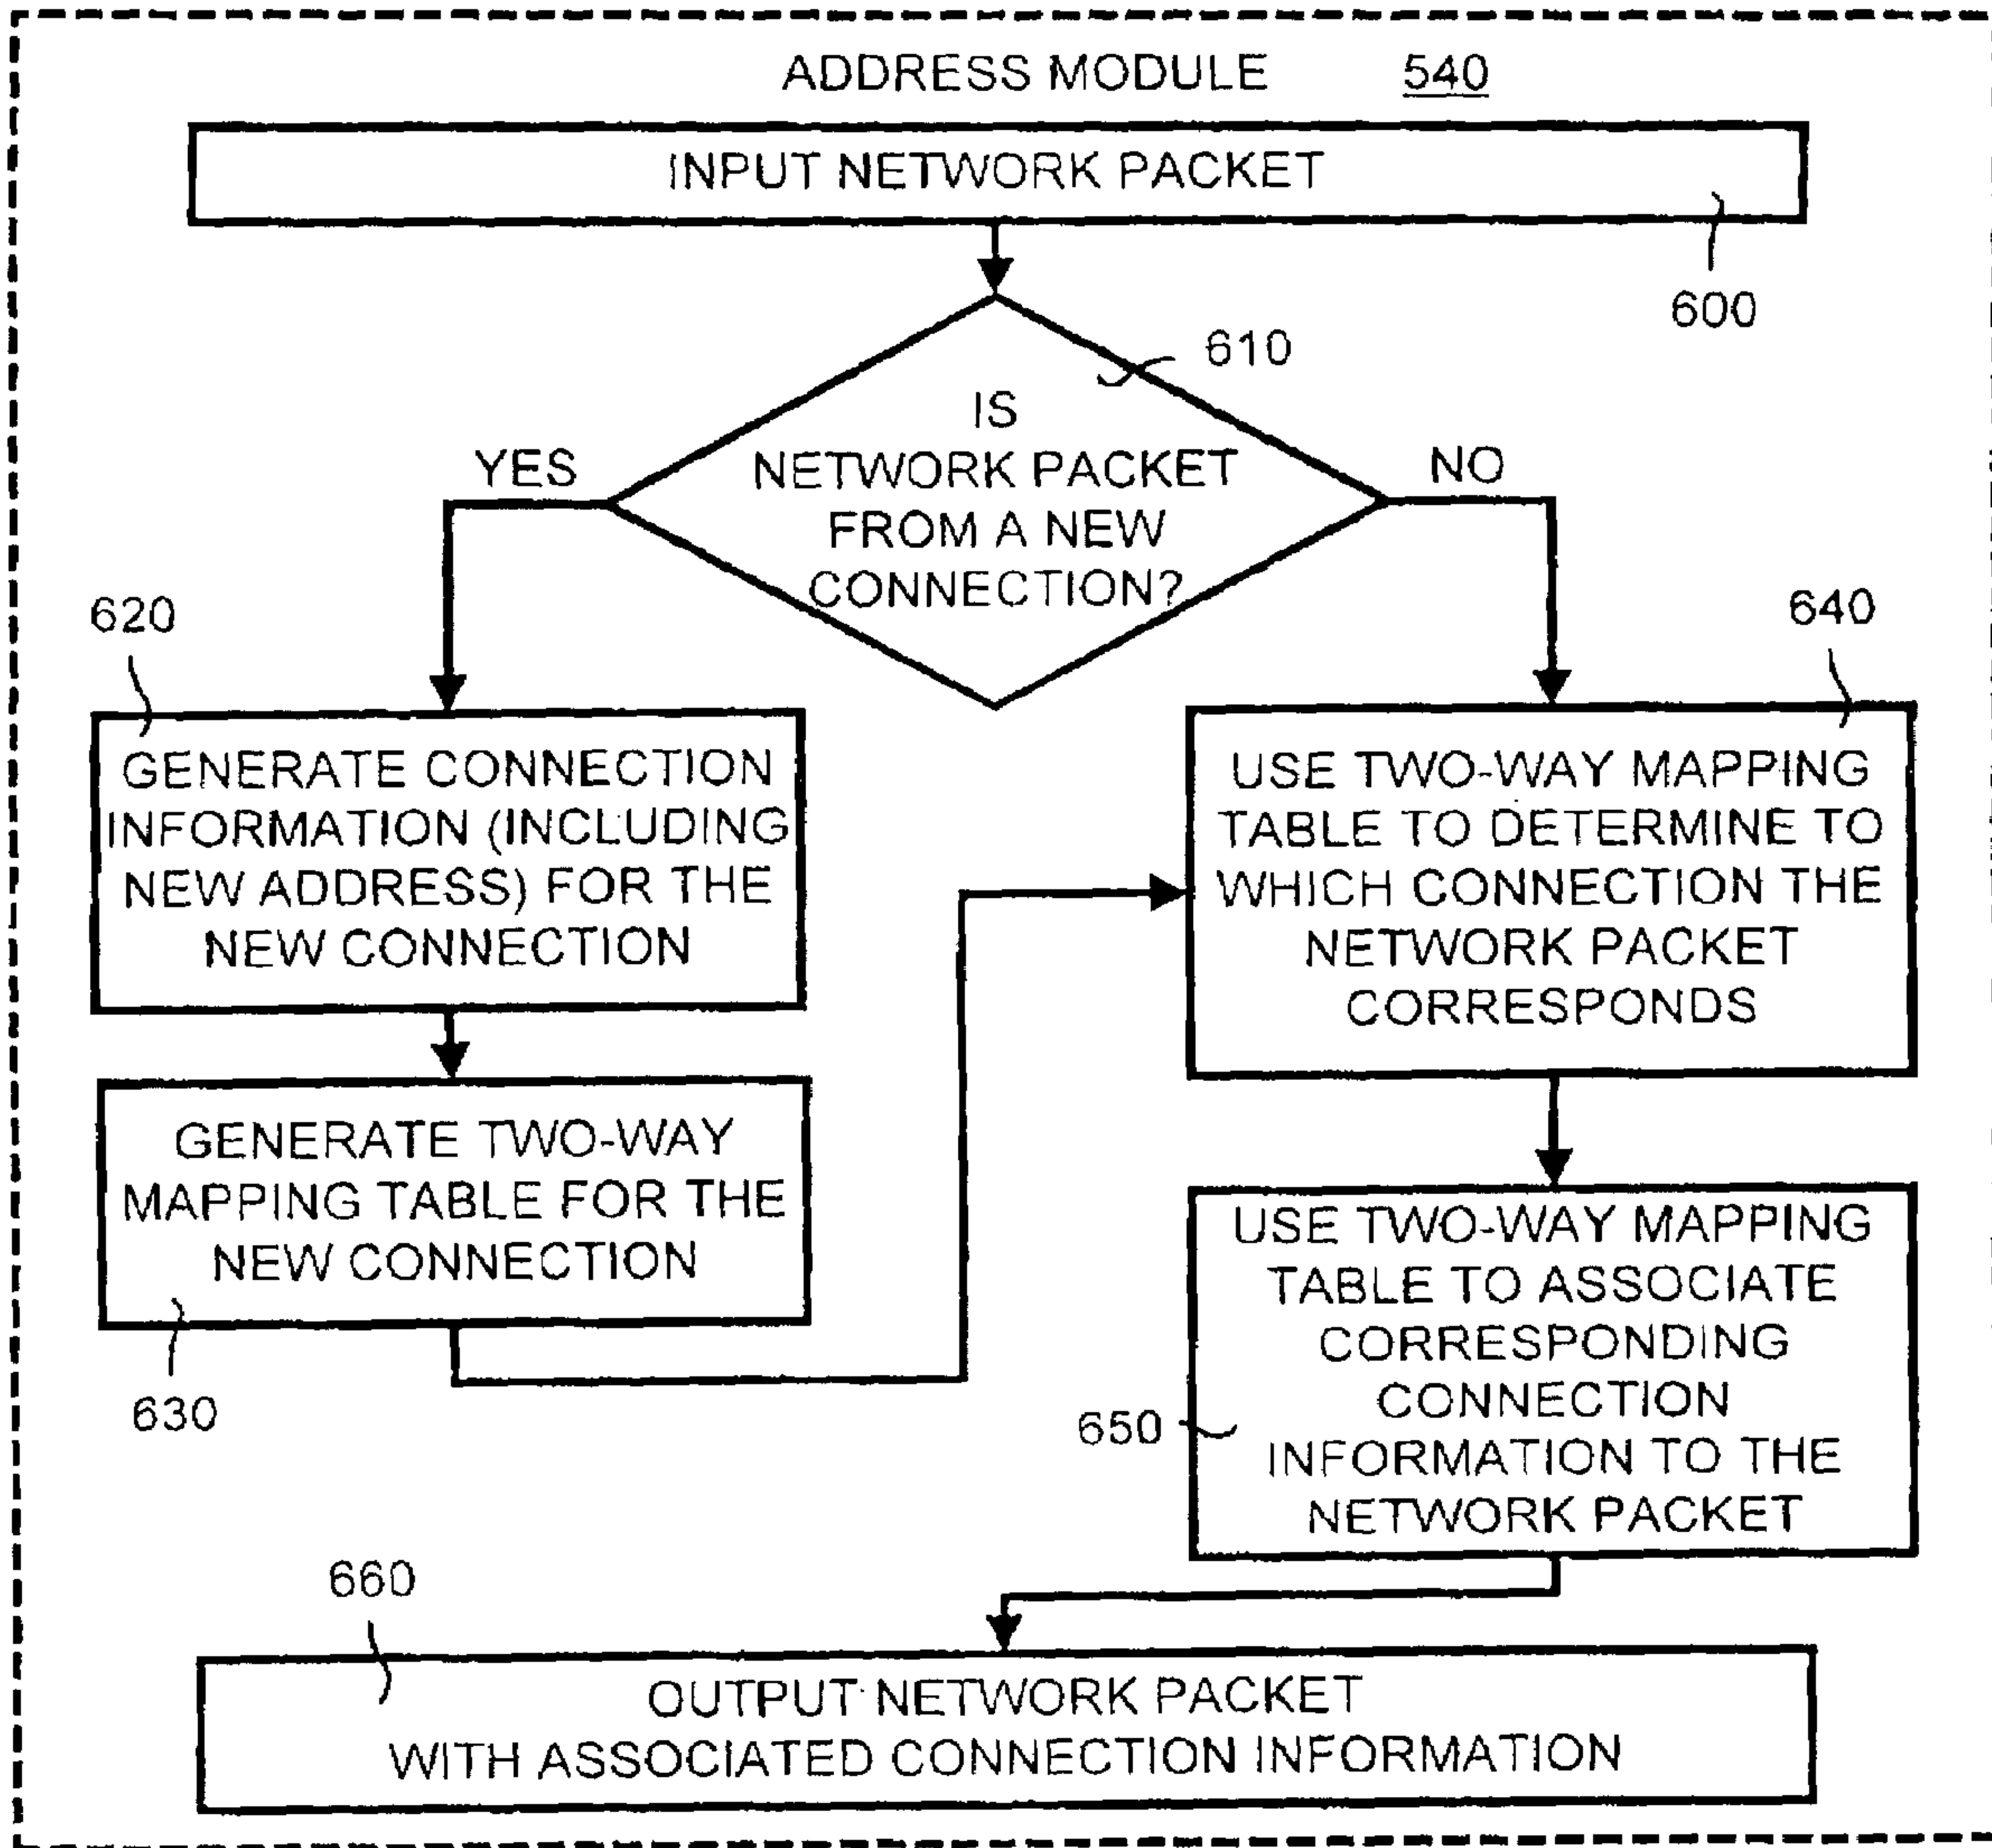 ADDRESS MODULE 540
INPUT NETWORK PACKET
600
610
IS
NETWORK PACKET
FROM A NEW
CONNECTION?
YES
NO
620
GENERATE CONNECTION
INFORMATION (INCLUDING
NEW ADDRESS) FOR THE
NEW CONNECTION
GENERATE TWO-WAY
MAPPING TABLE FOR THE
NEW CONNECTION
630
640
USE TWO-WAY MAPPING
TABLE TO DETERMINE TO
WHICH CONNECTION THE
NETWORK PACKET
CORRESPONDS
USE TWO-WAY MAPPING
TABLE TO ASSOCIATE
CORRESPONDING
CONNECTION
INFORMATION TO THE
NETWORK PACKET
650
660
OUTPUT NETWORK PACKET
WITH ASSOCIATED CONNECTION INFORMATION